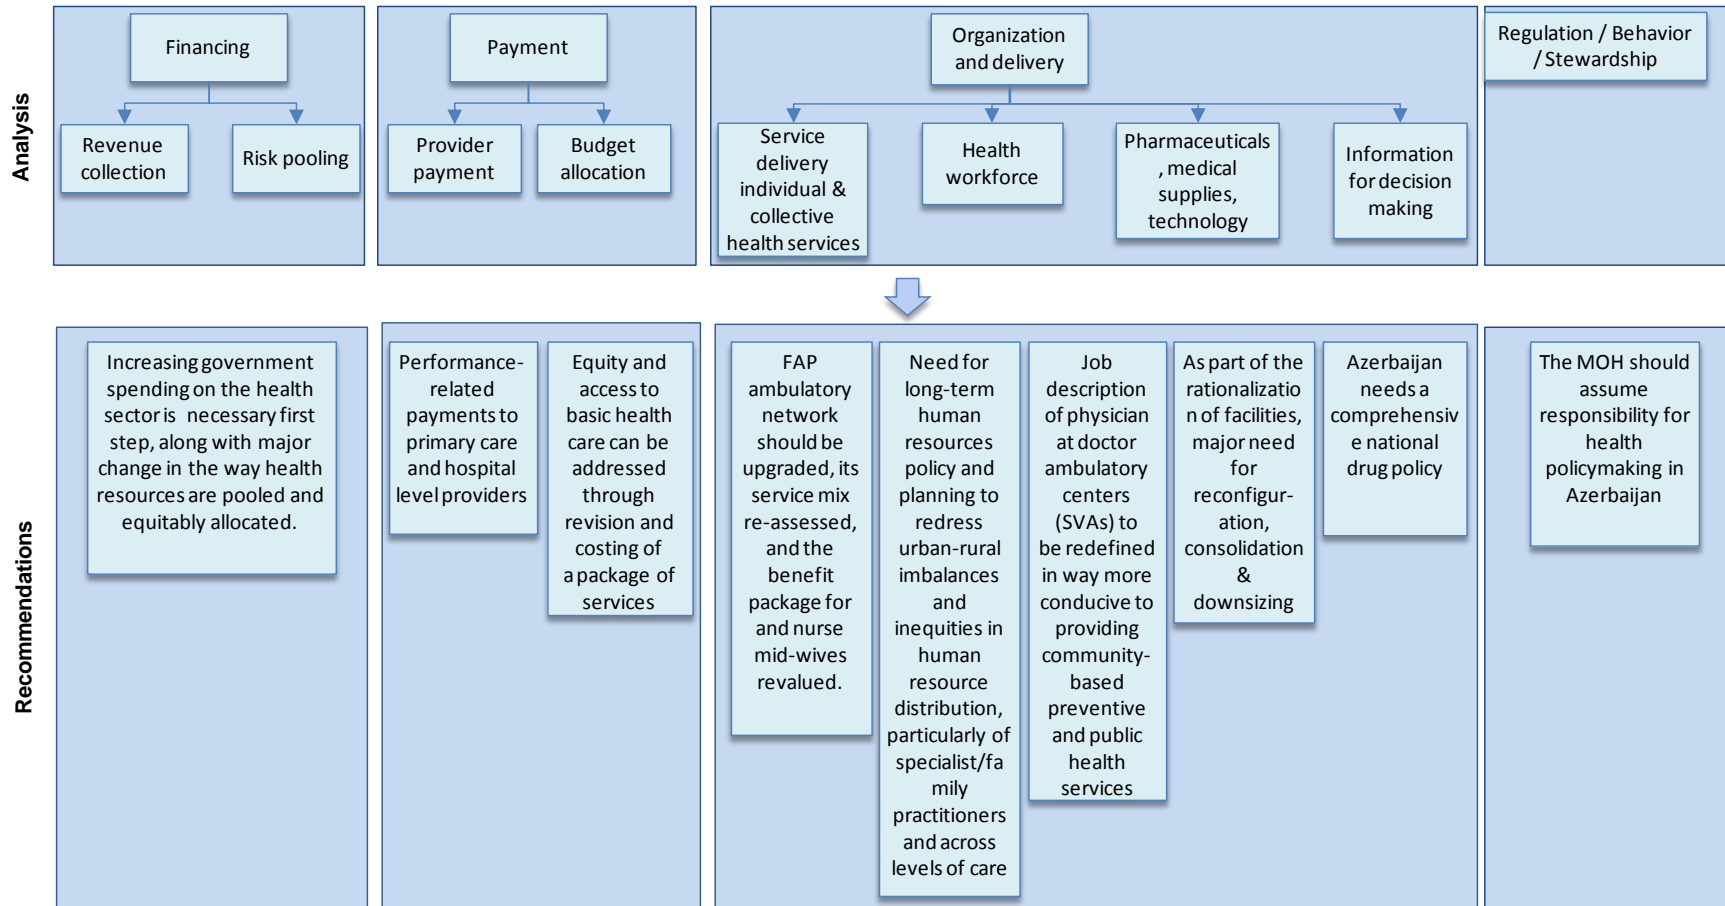 Analysis
Financing
Revenue
collection
Risk pooling
Payment
Provider
payment
Budget
allocation
Organization
and delivery
Service
delivery
individual &
collective
health services
Health
workforce
Pharmaceuticals
, medical
supplies,
technology
Information
for decision
making
Regulation / Behavior
/ Stewardship
Recommendations
Increasing government
spending on the health
sector is necessary first
step, along with major
change in the way health
resources are pooled and
equitably allocated.
Performance-
related
payments to
primary care
and hospital
level providers
Equity and
access to
basic health
care can be
addressed
through
revision and
costing of
a package of
services
FAP
ambulatory
network
should be
upgraded, its
service mix
re-assessed,
and the
benefit
package for
and nurse
mid-wives
revalued.
Need for
long-term
human
resources
policy and
planning to
redress
urban-rural
imbalances
and
inequities in
human
resource
distribution,
particularly of
specialist/fa
mily
practitioners
and across
levels of care
Job
description
of physician
at doctor
ambulatory
centers
(SVAs) to
be redefined
in way more
conducive to
providing
community-
based
preventive
and public
health
services
As part of the
rationalizatio
n of facilities,
major need
for
reconfigur-
ation,
consolidation
&
downsizing
Azerbaijan
needs a
comprehensiv
e national
drug policy
The MOH should
assume
responsibility for
health
policymaking in
Azerbaijan